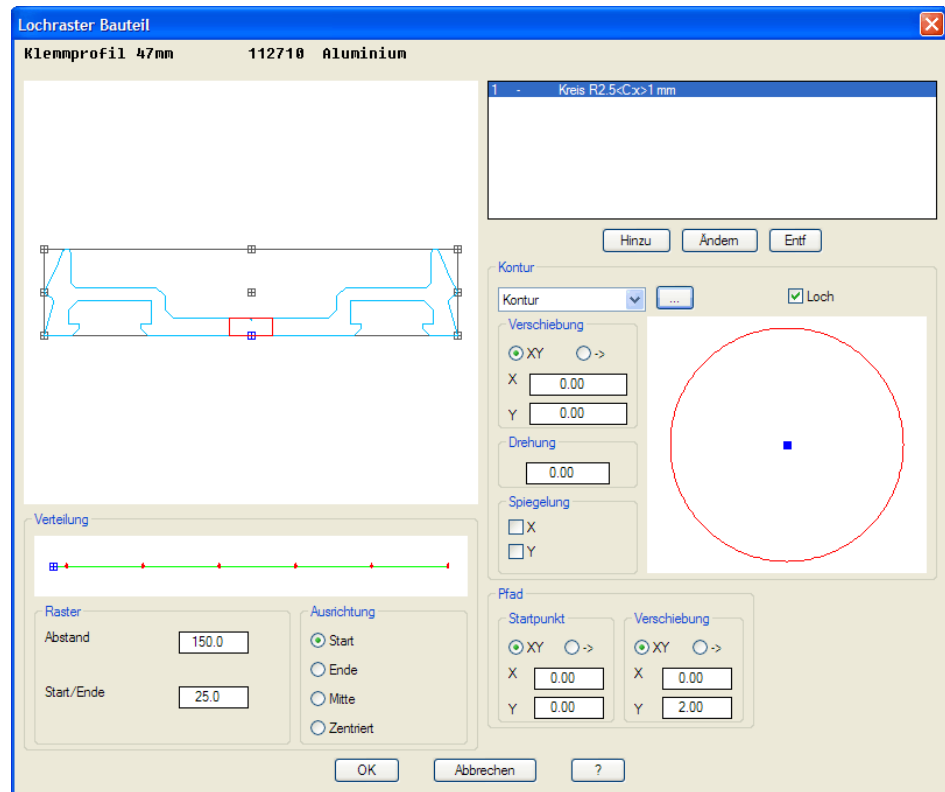 Lochraster Bauteil
Klemmprofil 47mm 112710 Aluminium
1 - Kreis R2.5<C:x>1 mm
Hinzu Ändern Entf
Kontur
Kontur ... Loch
Verschiebung
XY ->
X 0.00
Y 0.00
Drehung
0.00
Spiegelung
X
Y
Verteilung
Raster
Abstand 150.0
Start/Ende 25.0
Ausrichtung
Start
Ende
Mitte
Zentriert
Pfad
Startpunkt
XY ->
X 0.00
Y 0.00
Verschiebung
XY ->
X 0.00
Y 2.00
OK Abbrechen ?